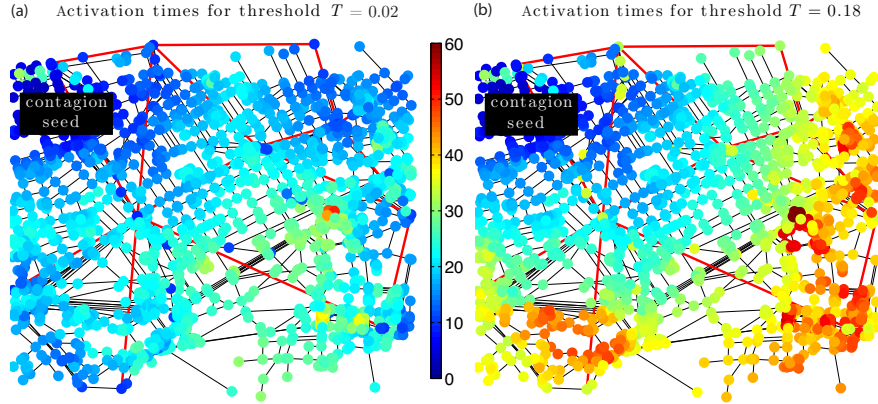 (a) Activation times for threshold T = 0.02
(b) Activation times for threshold T = 0.18
contagion
seed
60
50
40
30
20
10
0
contagion
seed